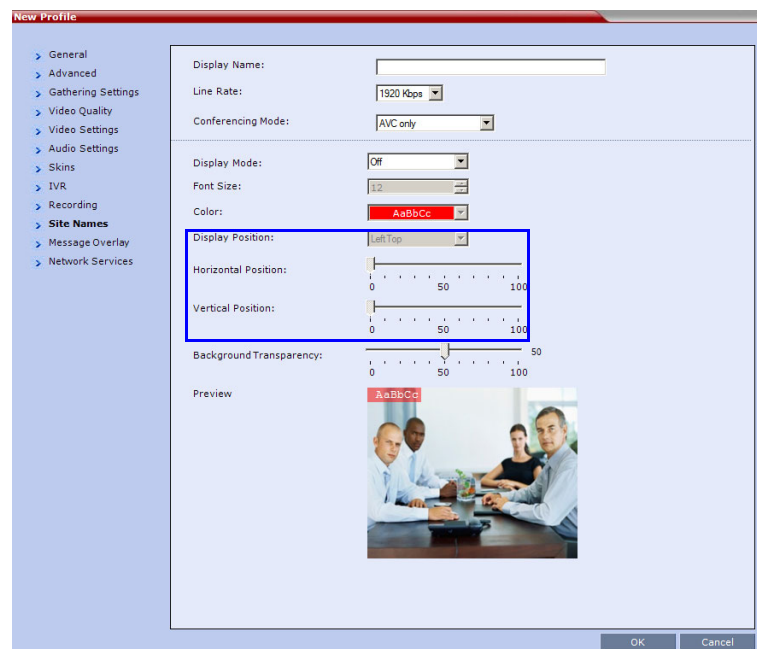 New Profile
General
Advanced
Gathering Settings
Video Quality
Video Settings
Audio Settings
Skins
IVR
Recording
Site Names
Message Overlay
Network Services
Display Name:
Line Rate: 1920 Kbps
Conferencing Mode: AVC only
Display Mode: Off
Font Size: 12
Color: AaBbCc
Display Position: LeftTop
Horizontal Position:
0 50 100
Vertical Position:
0 50 100
Background Transparency: 50
0 50 100
Preview
AaBbCc
OK Cancel